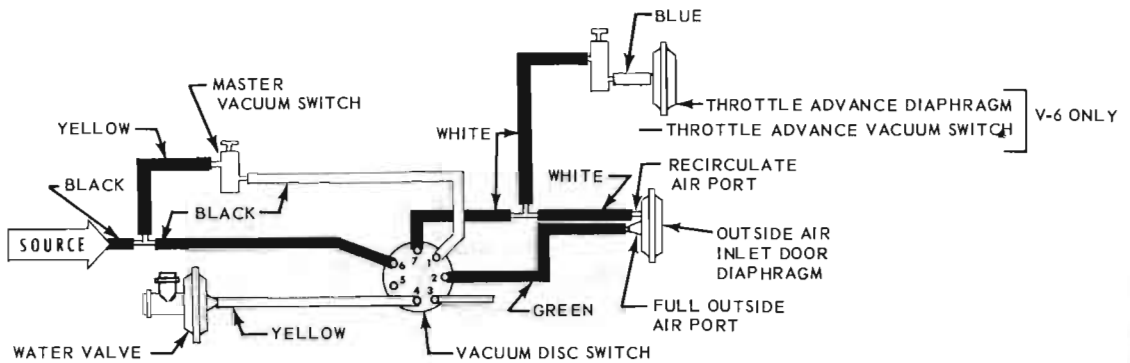 BLUE
MASTER
VACUUM SWITCH
THROTTLE ADVANCE DIAPHRAGM
V-6 ONLY
YELLOW
WHITE
THROTTLE ADVANCE VACUUM SWITCH
RECIRCULATE
AIR PORT
BLACK
WHITE
BLACK
SOURCE
OUTSIDE AIR
INLET DOOR
DIAPHRAGM
7
1
6
2
5
4
3
GREEN
FULL OUTSIDE
AIR PORT
YELLOW
WATER VALVE
VACUUM DISC SWITCH